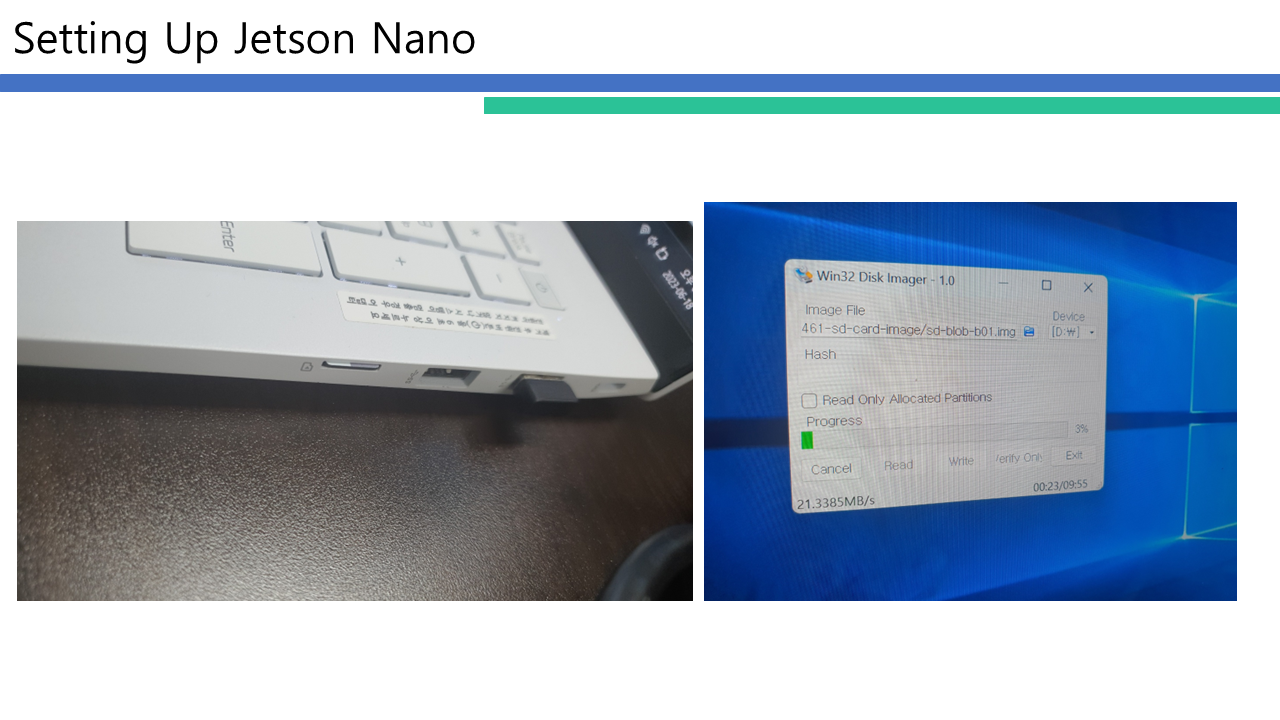 Setting Up Jetson Nano
Enter
+
*
-
2023-06-18
Win32 Disk Imager - 1.0
Image File
Device
461-sd-card-image/sd-blob-b01.img
[D:₩]
Hash
Read Only Allocated Partitions
Progress
3%
Cancel
Read
Write
Verify Only
Exit
21.3385MB/s
00:23/09:55